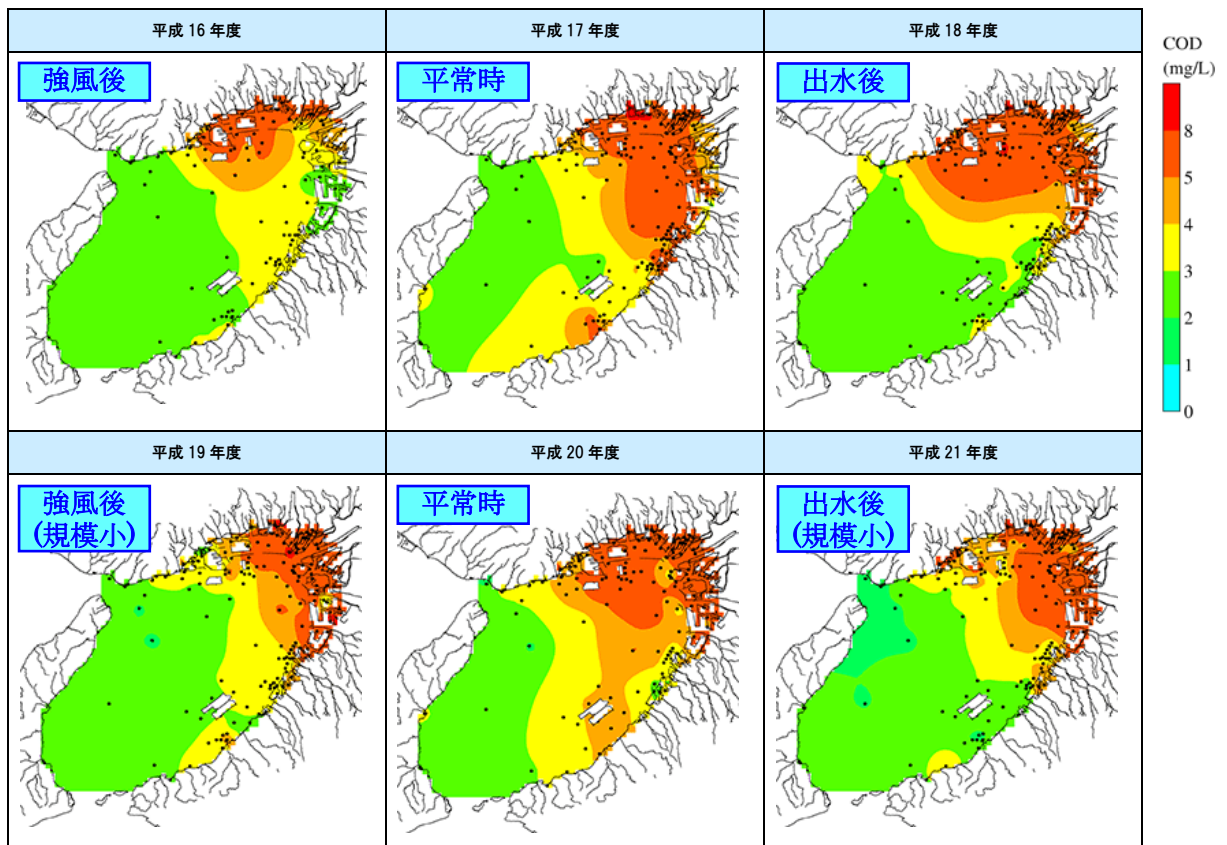 平成 16 年度
平成 17 年度
平成 18 年度
COD
(mg/L)
強風後
平常時
出水後
8
5
4
3
2
1
0
平成 19 年度
平成 20 年度
平成 21 年度
強風後
(規模小)
平常時
出水後
(規模小)